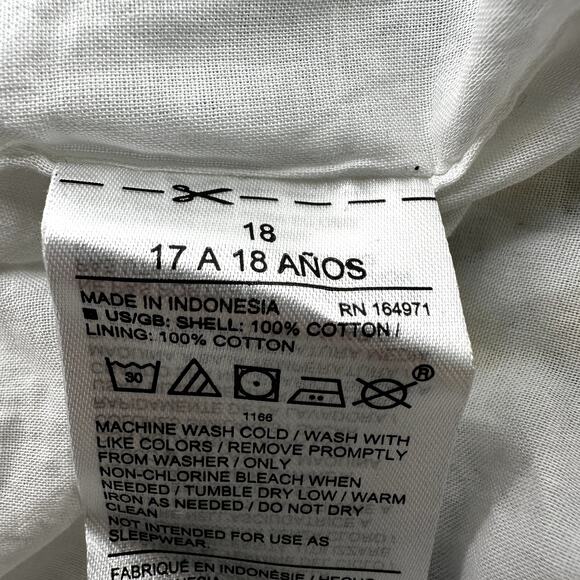 18
17 A 18 AÑOS
MADE IN INDONESIA RN 164971
US/GB: SHELL: 100% COTTON /
LINING: 100% COTTON
30 ®
1166
MACHINE WASH COLD / WASH WITH
LIKE COLORS / REMOVE PROMPTLY
FROM WASHER / ONLY
NON-CHLORINE BLEACH WHEN
NEEDED / TUMBLE DRY LOW / WARM
IRON AS NEEDED / DO NOT DRY
CLEAN
NOT INTENDED FOR USE AS
SLEEPWEAR.
FABRIQUÉ EN INDONÉSIE / HECHO